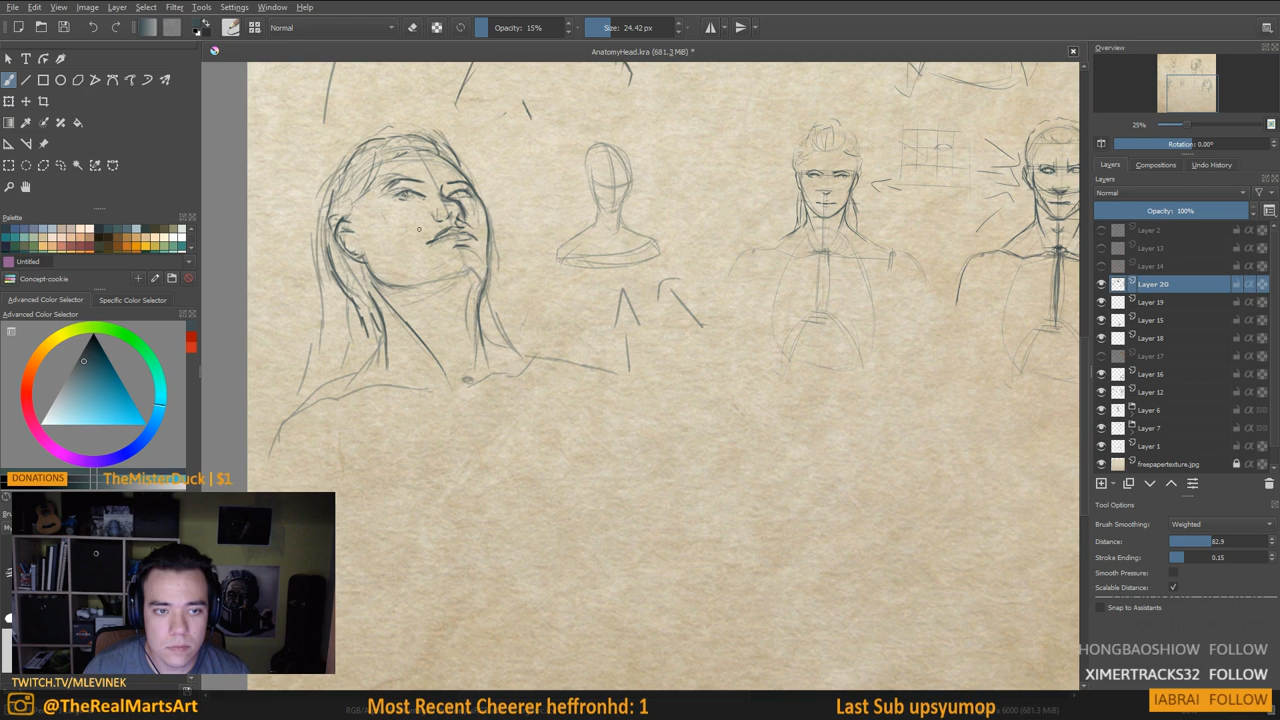 File Edit View Image Layer Select Filter Tools Settings Window Help
Normal
Opacity: 15%
Size: 24.42 px
AnatomyHead.kra (681.3 MiB) *
Overview
25%
Rotation: 0.00°
Layers Compositions Undo History
Layers
Normal
Opacity: 100%
Layer 2
Layer 13
Layer 14
Layer 20
Layer 19
Layer 15
Layer 18
Layer 17
Layer 16
Layer 12
Layer 6
Layer 7
Layer 1
freepapertexture.jpg
Tool Options
Brush Smoothing: Weighted
Distance: 82.9
Stroke Ending: 0.15
Smooth Pressure:
Scalable Distance:
Snap to Assistants
Palette
Untitled
Concept-cookie
Advanced Color Selector Specific Color Selector
Advanced Color Selector
DONATIONS TheMisterDuck | $1
TWITCH.TV/MLEVINEK
@TheRealMartsArt
Most Recent Cheerer heffronhd: 1
Last Sub upsyumop
HONGBAOSHIOW FOLLOW
XIMERTRACKS32 FOLLOW
IABRAI FOLLOW